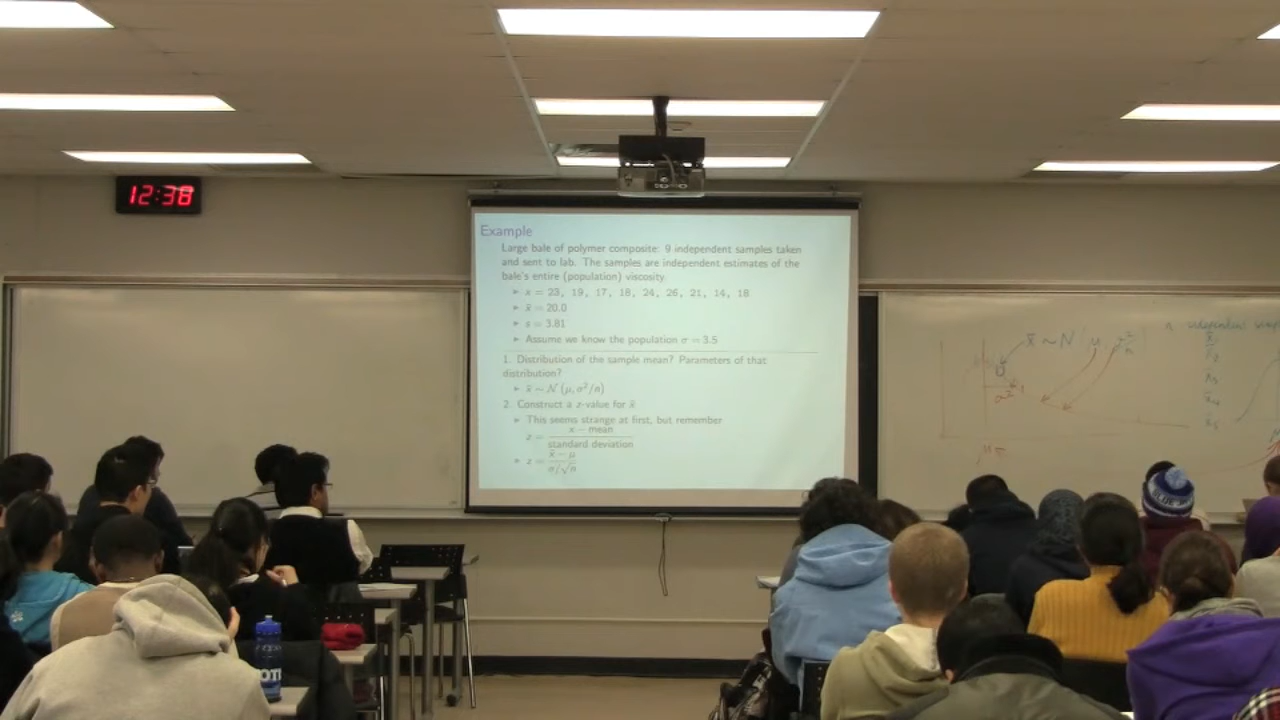 12:38
Example
Large bale of polymer composite: 9 independent samples taken
and sent to lab. The samples are independent estimates of the
bale's entire (population) viscosity.
► x = 23, 19, 17, 18, 24, 26, 21, 14, 18
► x̄ = 20.0
► s = 3.81
► Assume we know the population σ = 3.5
1. Distribution of the sample mean? Parameters of that
distribution?
► x̄ ∼ N (μ, σ²/n)
2. Construct a z-value for x̄
► This seems strange at first, but remember
z = x − mean / standard deviation
► z = x̄ − μ / σ/√n
x̄ ~ N μ σ²/n
n independent
BLUE